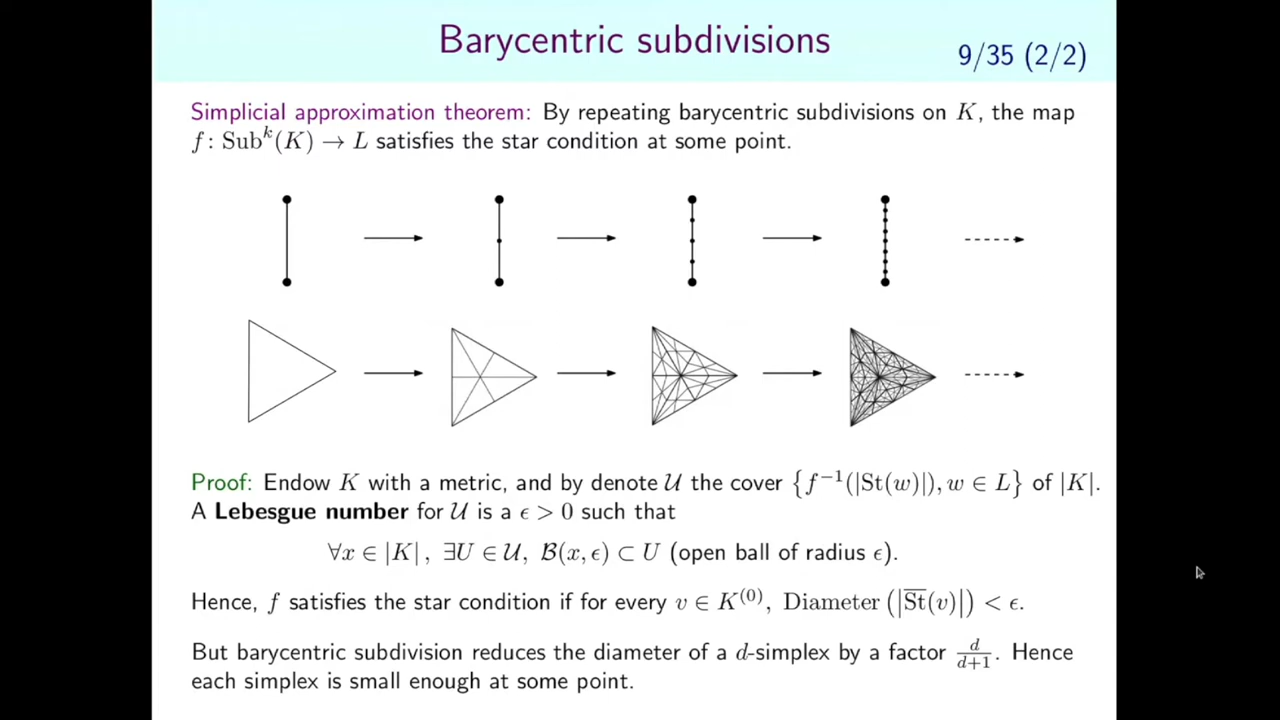 Barycentric subdivisions
9/35 (2/2)
Simplicial approximation theorem: By repeating barycentric subdivisions on K, the map
f: Sub^k(K) → L satisfies the star condition at some point.
Proof: Endow K with a metric, and by denote 𝒰 the cover {f⁻¹(|St(w)|), w ∈ L} of |K|.
A Lebesgue number for 𝒰 is a ϵ > 0 such that
∀x ∈ |K|, ∃U ∈ 𝒰, ℬ(x, ϵ) ⊂ U (open ball of radius ϵ).
Hence, f satisfies the star condition if for every v ∈ K⁽⁰⁾, Diameter (|S̅t̅(v)|) < ϵ.
But barycentric subdivision reduces the diameter of a d-simplex by a factor d/(d+1). Hence
each simplex is small enough at some point.